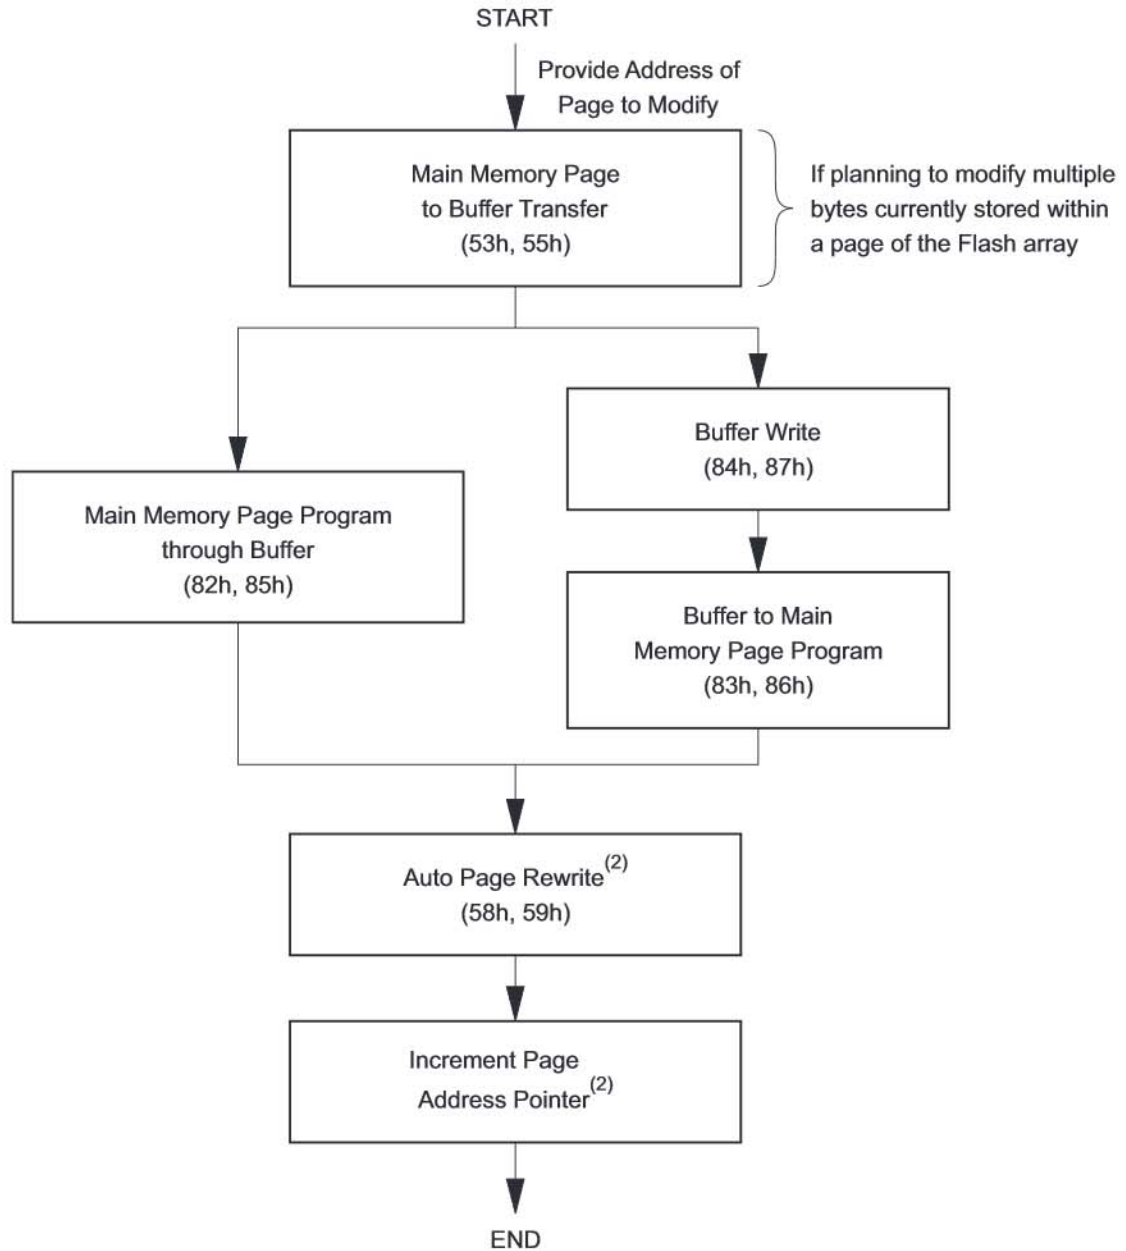 START
Provide Address of
Page to Modify
Main Memory Page
to Buffer Transfer
(53h, 55h)
If planning to modify multiple
bytes currently stored within
a page of the Flash array
Buffer Write
(84h, 87h)
Main Memory Page Program
through Buffer
(82h, 85h)
Buffer to Main
Memory Page Program
(83h, 86h)
Auto Page Rewrite(2)
(58h, 59h)
Increment Page
Address Pointer(2)
END